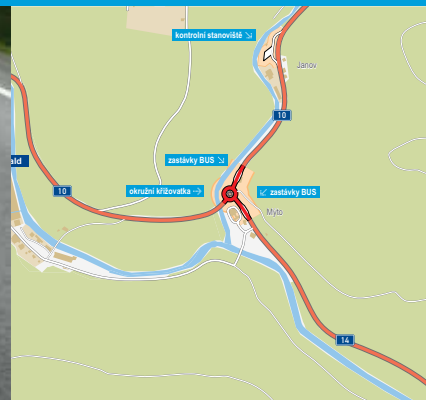 kontrolní stanoviště ↘
Janov
10
zastávky BUS ↘
ald
10
okružní křižovatka →
↙ zastávky BUS
Mýto
14